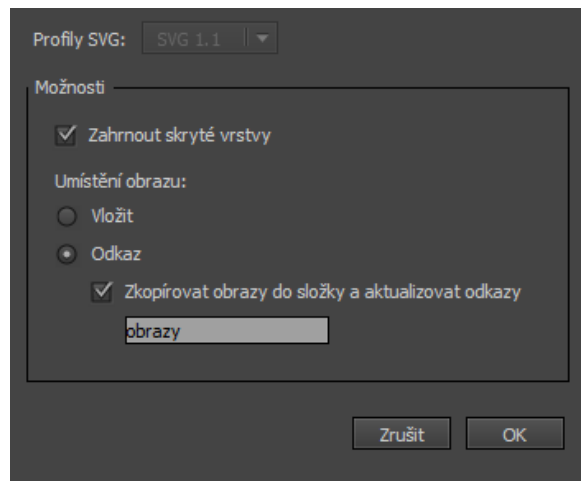 Profily SVG: SVG 1.1
Možnosti
Zahrnout skryté vrstvy
Umístění obrazu:
Vložit
Odkaz
Zkopírovat obrazy do složky a aktualizovat odkazy
obrazy
Zrušit OK